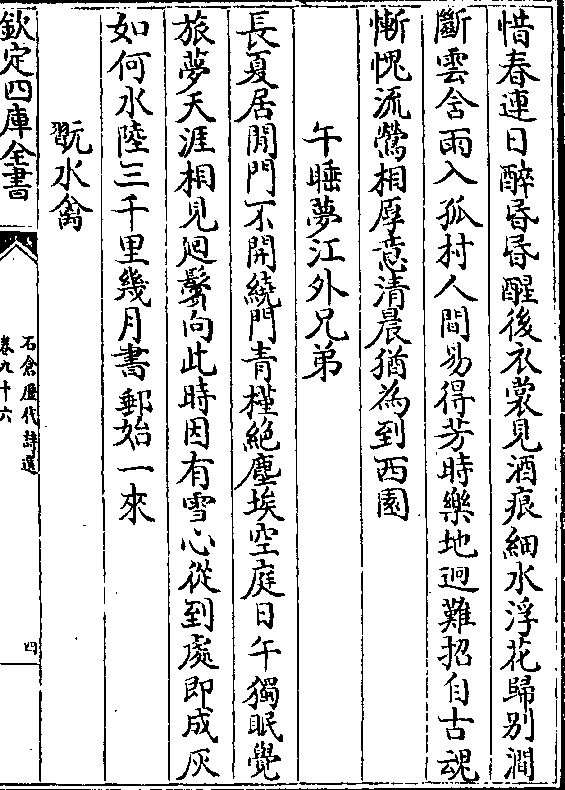 惜春連日醉昏昏醒後衣裳見酒痕細水浮花歸别澗
斷雲含雨入孤村人間易得芳時樂地迥難招自古魂
慚愧流鶯相厚意清晨猶為到西園
午睡夢江外兄弟
長夏居閒門不開繞門青槿絶塵埃空庭日午獨眠覺
旅夢天涯相見廻鬢向此時因有雪心從到處即成灰
如何水陸三千里幾月書郵始一來
翫水禽
欽定四庫全書
石倉歴代詩選
卷九十六
四